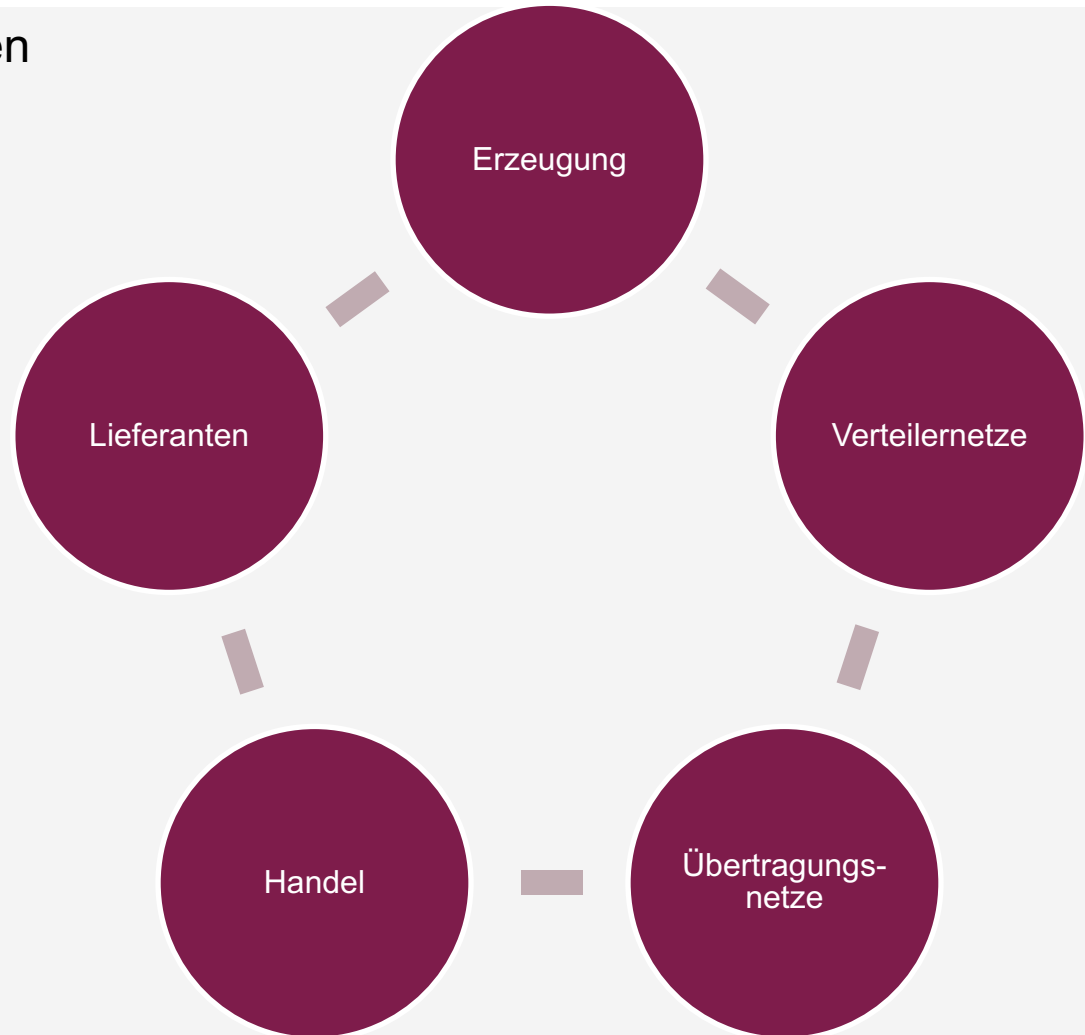 en
Erzeugung
Lieferanten
Verteilernetze
Handel
Übertragungs-
netze